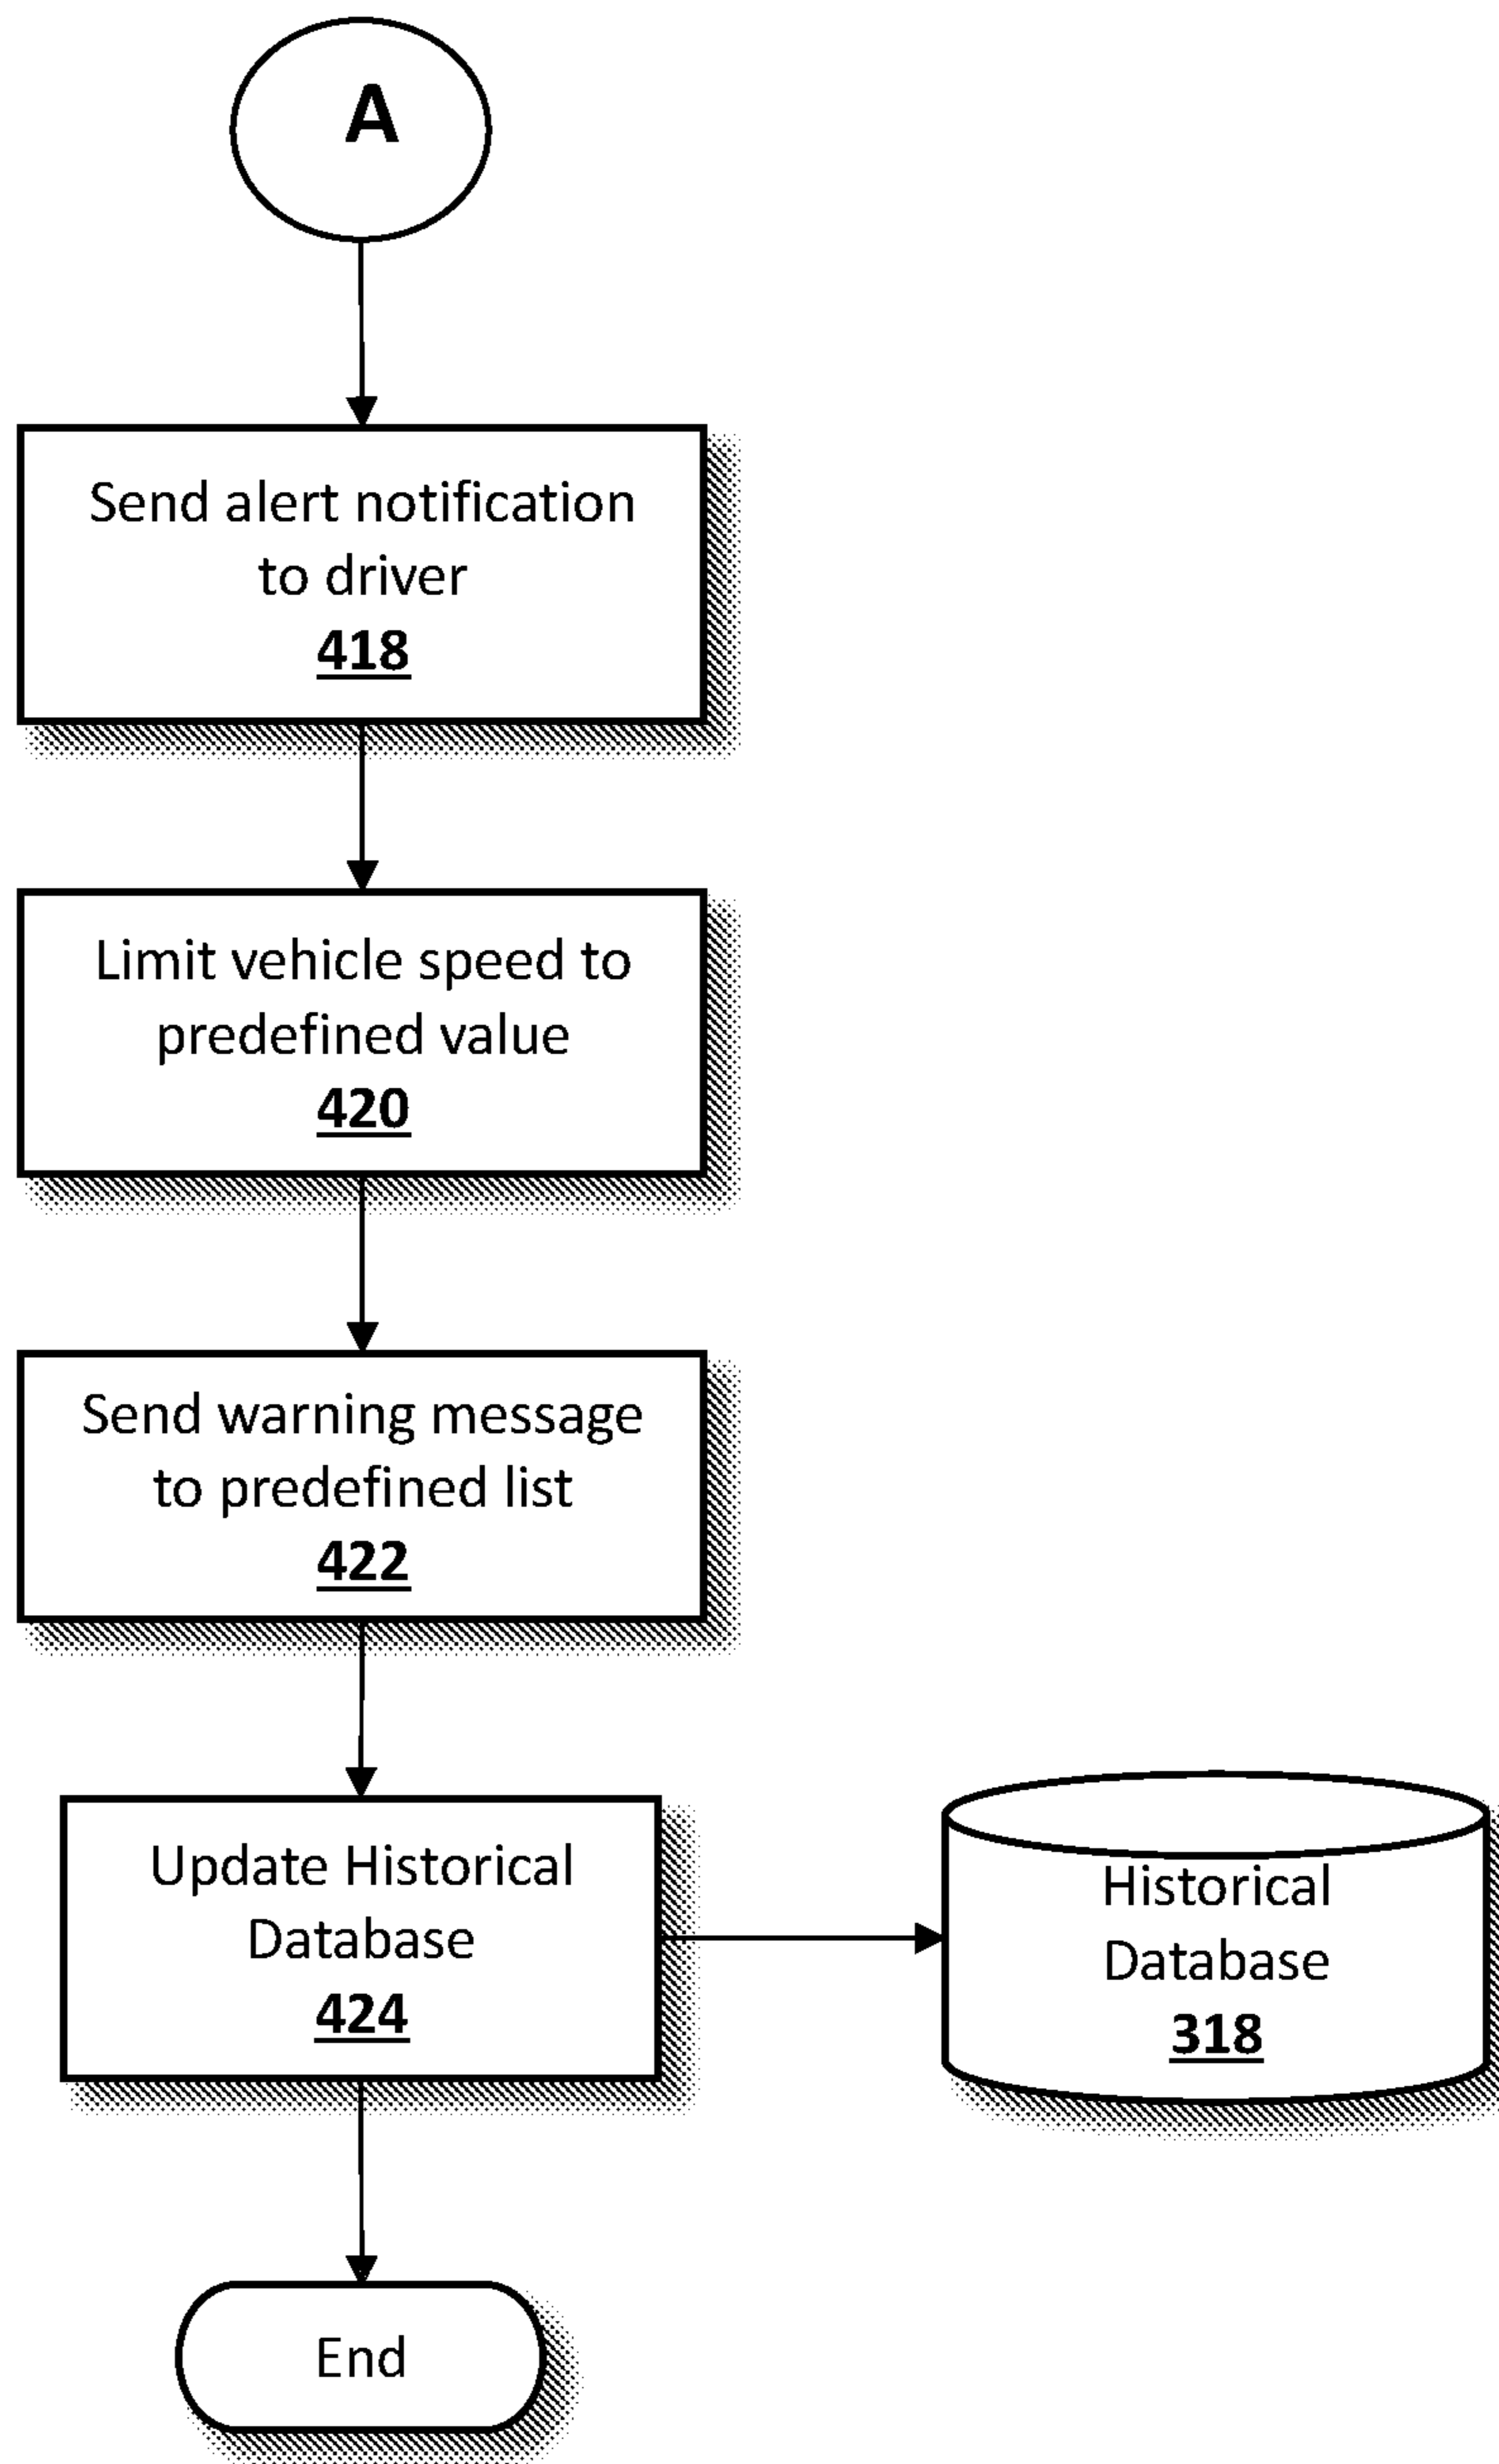 A
Send alert notification
to driver
418
Limit vehicle speed to
predefined value
420
Send warning message
to predefined list
422
Update Historical
Database
424
Historical
Database
318
End